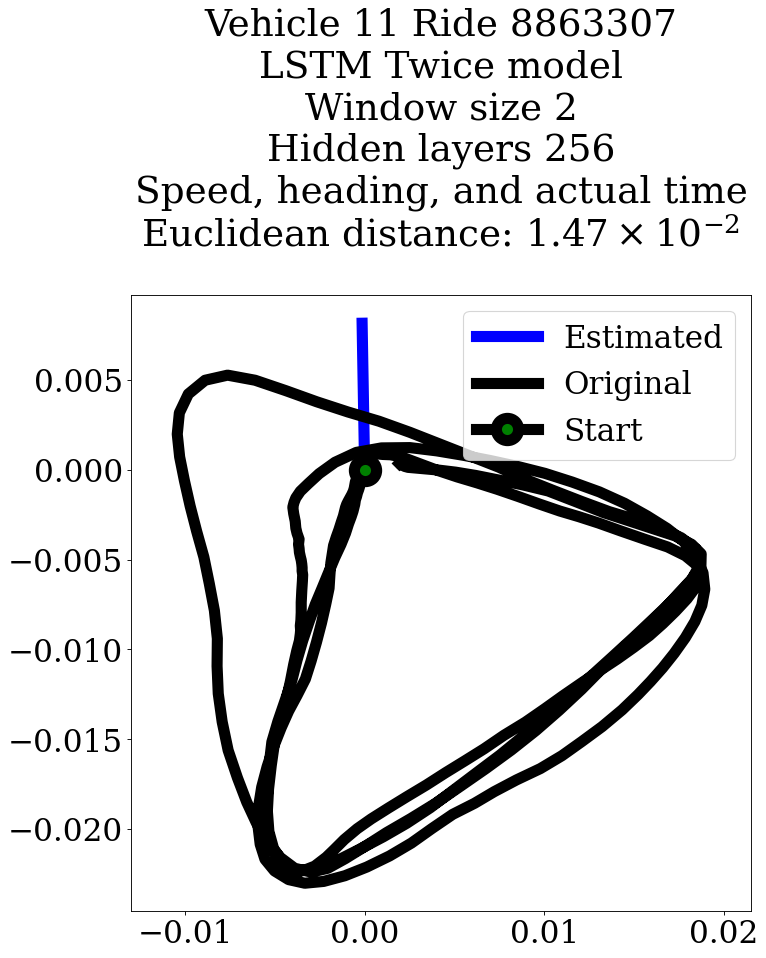 Vehicle 11 Ride 8863307
LSTM Twice model
Window size 2
Hidden layers 256
Speed, heading, and actual time
Euclidean distance: 1.47 × 10⁻²
Estimated
Original
Start
0.005
0.000
−0.005
−0.010
−0.015
−0.020
−0.01 0.00 0.01 0.02